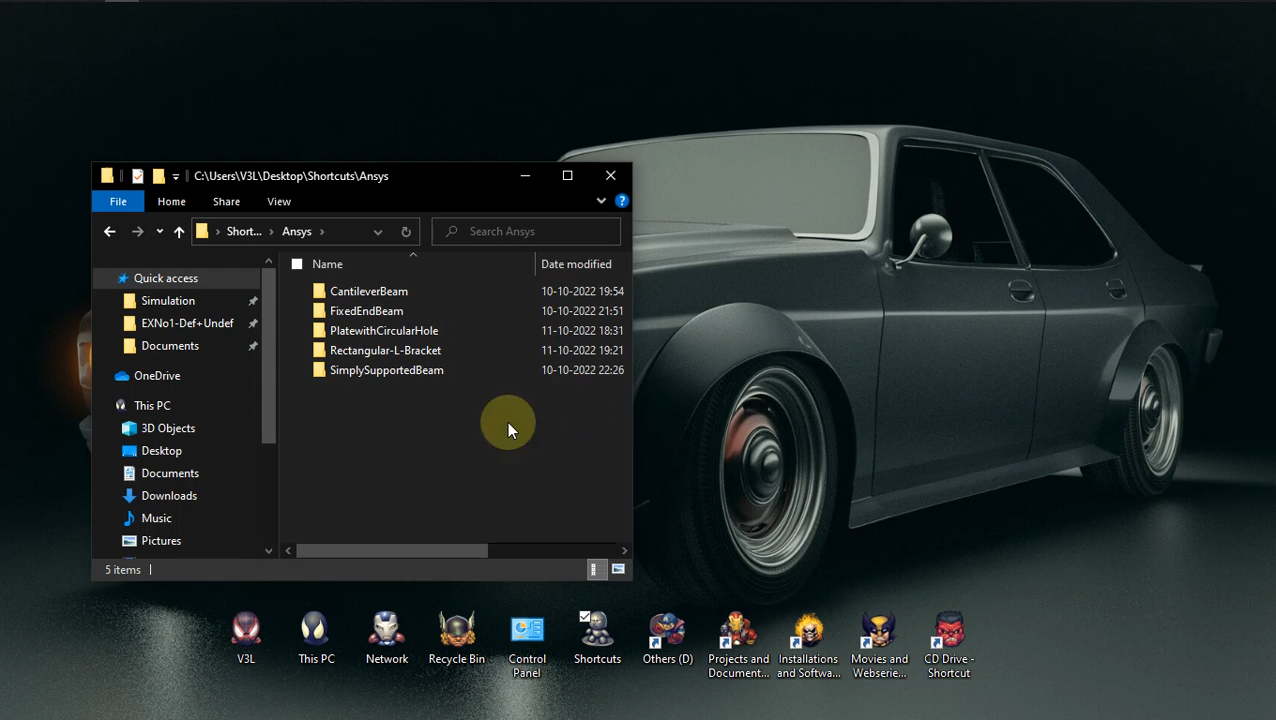 C:\Users\V3L\Desktop\Shortcuts\Ansys
File Home Share View
Short... Ansys Search Ansys
Name Date modified
Quick access
Simulation
EXNo1-Def+Undef
Documents
OneDrive
This PC
3D Objects
Desktop
Documents
Downloads
Music
Pictures
CantileverBeam 10-10-2022 19:54
FixedEndBeam 10-10-2022 21:51
PlatewithCircularHole 11-10-2022 18:31
Rectangular-L-Bracket 11-10-2022 19:21
SimplySupportedBeam 10-10-2022 22:26
5 items
V3L
This PC
Network
Recycle Bin
Control
Panel
Shortcuts
Others (D)
Projects and
Document...
Installations
and Softwa...
Movies and
Webserie...
CD Drive -
Shortcut